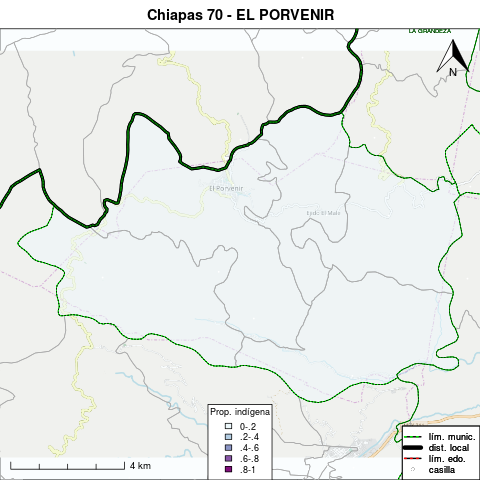 Chiapas 70 - EL PORVENIR
LA GRANDEZA
N
El Porvenir
Ejido El Malé
Prop. indígena
0-.2
.2-.4
.4-.6
.6-.8
.8-1
4 km
lím. munic.
dist. local
lím. edo.
casilla